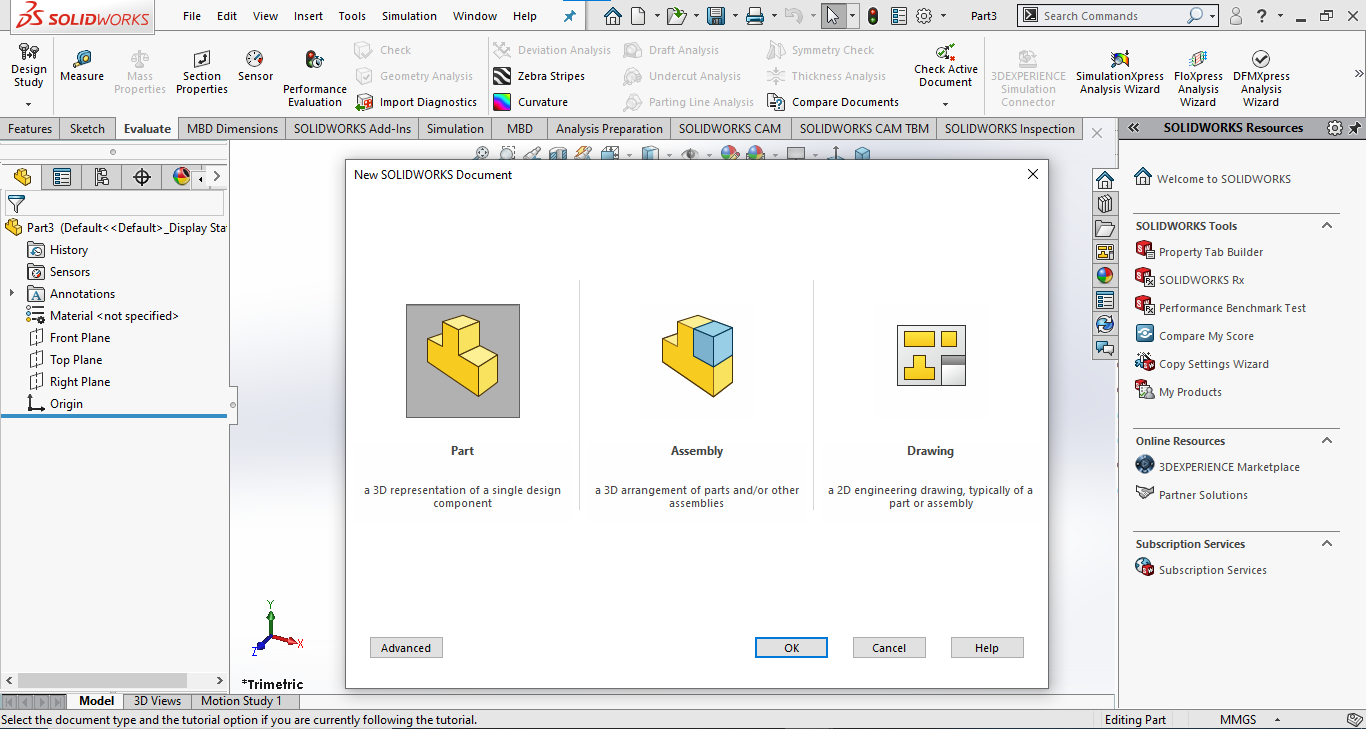 SOLIDWORKS
File Edit View Insert Tools Simulation Window Help
Part3
Search Commands
Design Study
Measure
Mass Properties
Section Properties
Sensor
Performance Evaluation
Check
Geometry Analysis
Import Diagnostics
Deviation Analysis
Zebra Stripes
Curvature
Draft Analysis
Undercut Analysis
Parting Line Analysis
Symmetry Check
Thickness Analysis
Compare Documents
Check Active Document
3DEXPERIENCE Simulation Connector
SimulationXpress Analysis Wizard
FloXpress Analysis Wizard
DFMXpress Analysis Wizard
Features Sketch Evaluate MBD Dimensions SOLIDWORKS Add-Ins Simulation MBD Analysis Preparation SOLIDWORKS CAM SOLIDWORKS CAM TBM SOLIDWORKS Inspection
Part3 (Default<<Default>_Display Sta
History
Sensors
Annotations
Material <not specified>
Front Plane
Top Plane
Right Plane
Origin
New SOLIDWORKS Document
Part
a 3D representation of a single design
component
Assembly
a 3D arrangement of parts and/or other
assemblies
Drawing
a 2D engineering drawing, typically of a
part or assembly
Advanced OK Cancel Help
Y
X
Z
*Trimetric
SOLIDWORKS Resources
Welcome to SOLIDWORKS
SOLIDWORKS Tools
Property Tab Builder
SOLIDWORKS Rx
Performance Benchmark Test
Compare My Score
Copy Settings Wizard
My Products
Online Resources
3DEXPERIENCE Marketplace
Partner Solutions
Subscription Services
Subscription Services
Model 3D Views Motion Study 1
Select the document type and the tutorial option if you are currently following the tutorial.
Editing Part MMGS